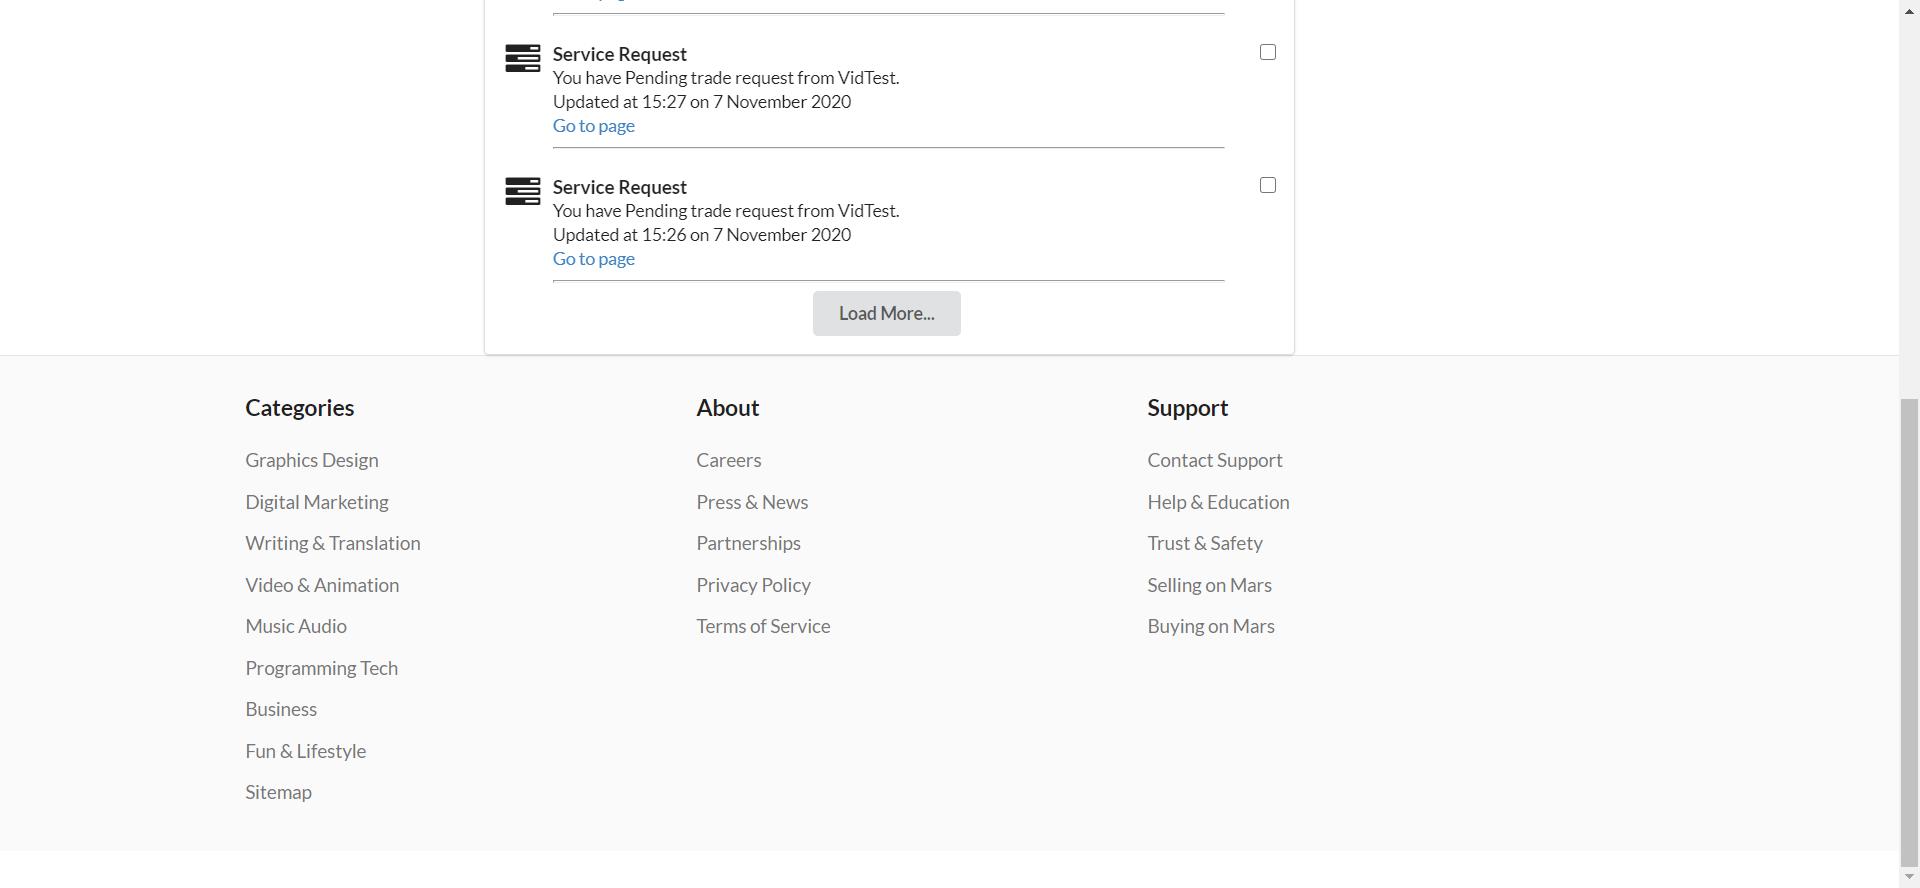 Service Request
You have Pending trade request from VidTest.
Updated at 15:27 on 7 November 2020
Go to page
Service Request
You have Pending trade request from VidTest.
Updated at 15:26 on 7 November 2020
Go to page
Load More...
Categories
Graphics Design
Digital Marketing
Writing & Translation
Video & Animation
Music Audio
Programming Tech
Business
Fun & Lifestyle
Sitemap
About
Careers
Press & News
Partnerships
Privacy Policy
Terms of Service
Support
Contact Support
Help & Education
Trust & Safety
Selling on Mars
Buying on Mars